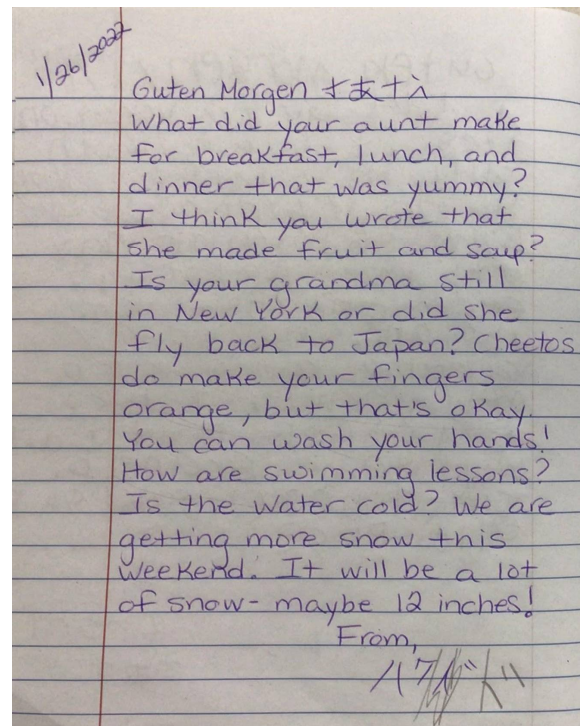 1/26/2022
Guten Morgen
What did your aunt make
for breakfast, lunch, and
dinner that was yummy?
I think you wrote that
she made fruit and soup?
Is your grandma still
in New York or did she
fly back to Japan? Cheetos
do make your fingers
orange, but that's okay.
You can wash your hands!
How are swimming lessons?
Is the water cold? We are
getting more snow this
weekend. It will be a lot
of snow - maybe 12 inches!
From,